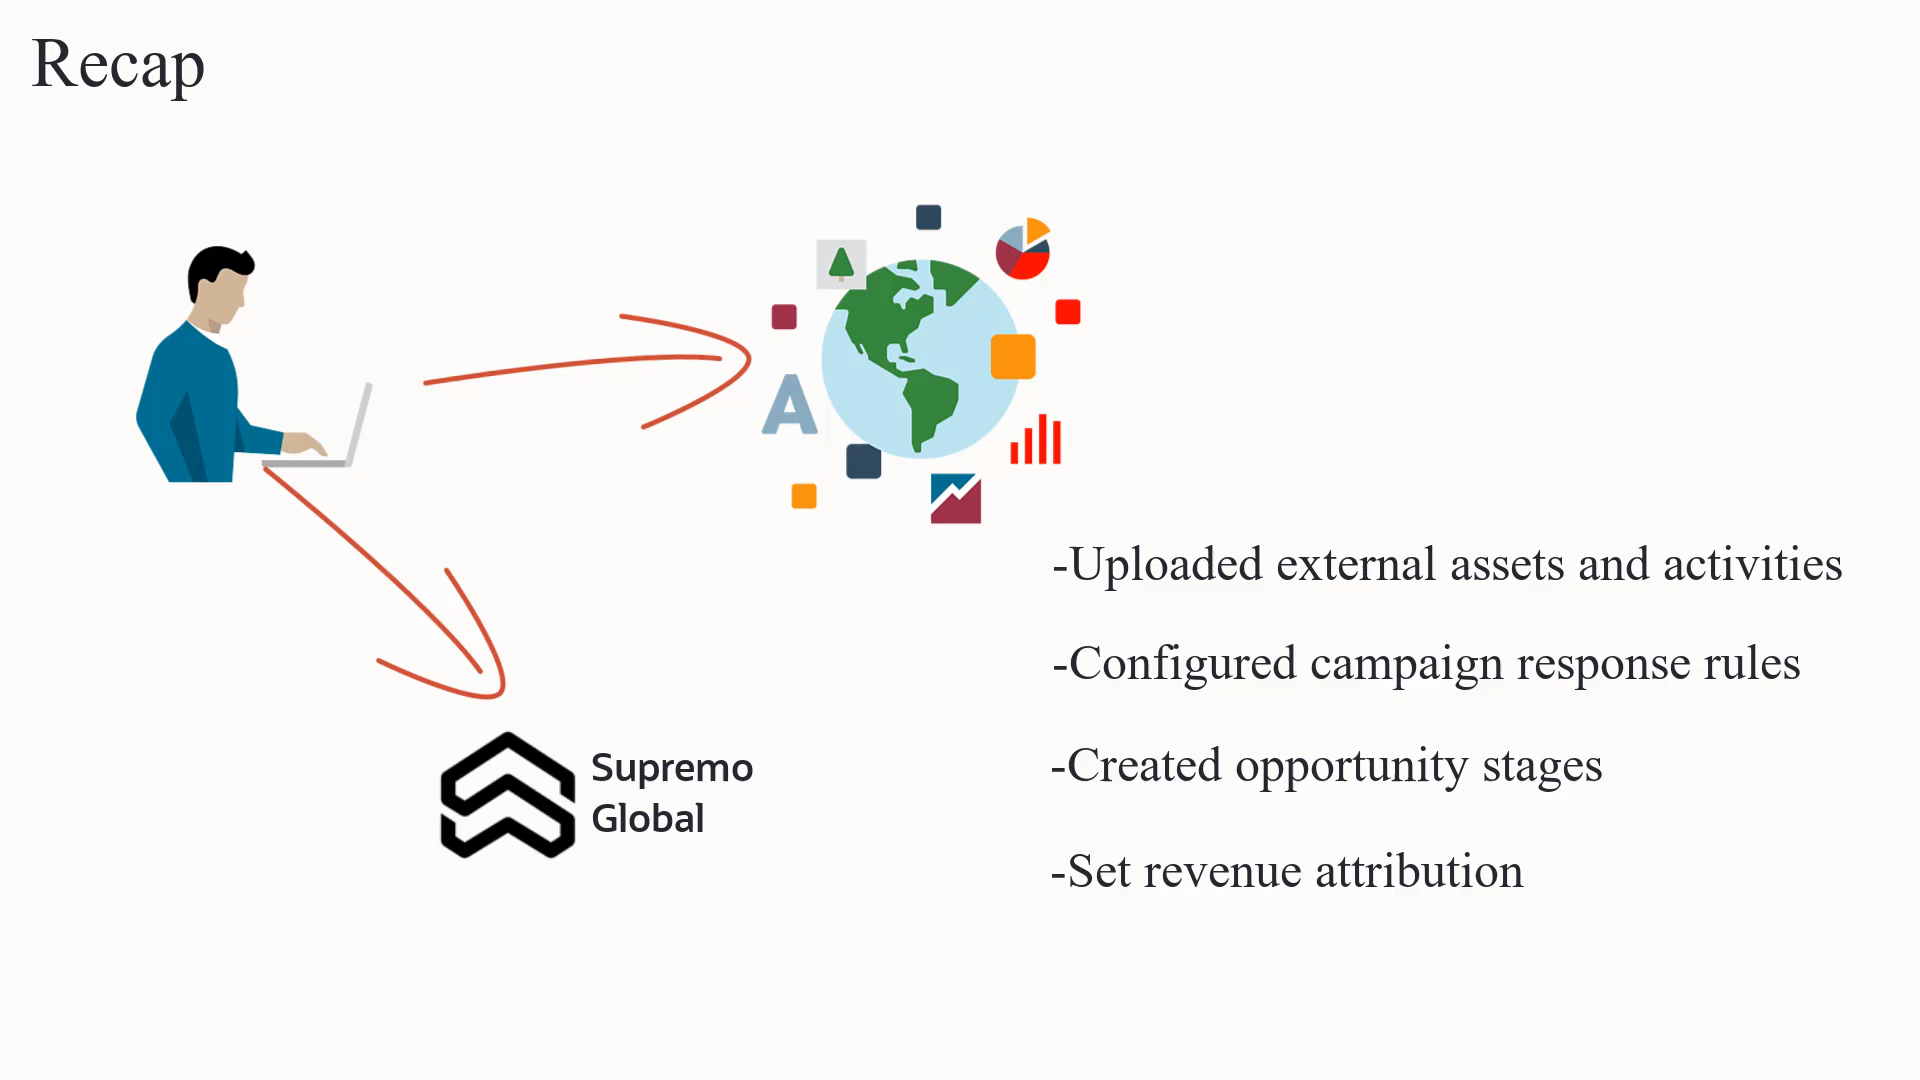 Recap
A
-Uploaded external assets and activities
-Configured campaign response rules
Supremo
Global
-Created opportunity stages
-Set revenue attribution